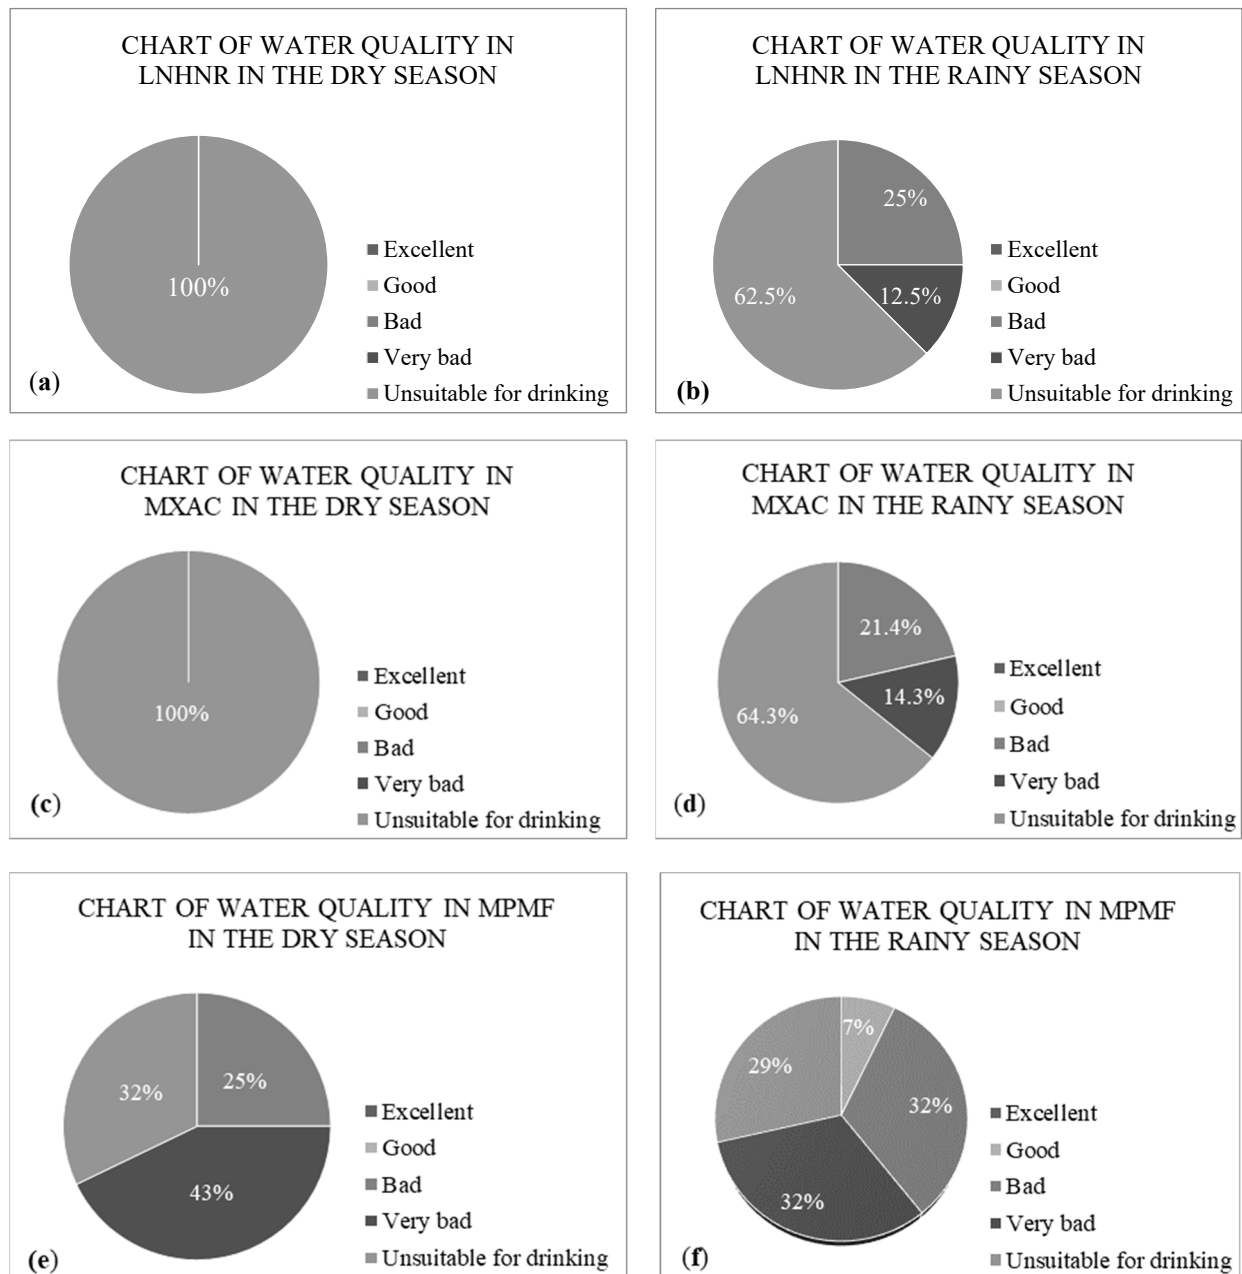 CHART OF WATER QUALITY IN
LNHNR IN THE DRY SEASON
100%
Excellent
Good
Bad
Very bad
Unsuitable for drinking
(a)
CHART OF WATER QUALITY IN
LNHNR IN THE RAINY SEASON
25%
62.5%
12.5%
Excellent
Good
Bad
Very bad
Unsuitable for drinking
(b)
CHART OF WATER QUALITY IN
MXAC IN THE DRY SEASON
100%
Excellent
Good
Bad
Very bad
Unsuitable for drinking
(c)
CHART OF WATER QUALITY IN
MXAC IN THE RAINY SEASON
21.4%
14.3%
64.3%
Excellent
Good
Bad
Very bad
Unsuitable for drinking
(d)
CHART OF WATER QUALITY IN MPMF
IN THE DRY SEASON
32%
25%
43%
Excellent
Good
Bad
Very bad
Unsuitable for drinking
(e)
CHART OF WATER QUALITY IN MPMF
IN THE RAINY SEASON
7%
29%
32%
32%
Excellent
Good
Bad
Very bad
Unsuitable for drinking
(f)